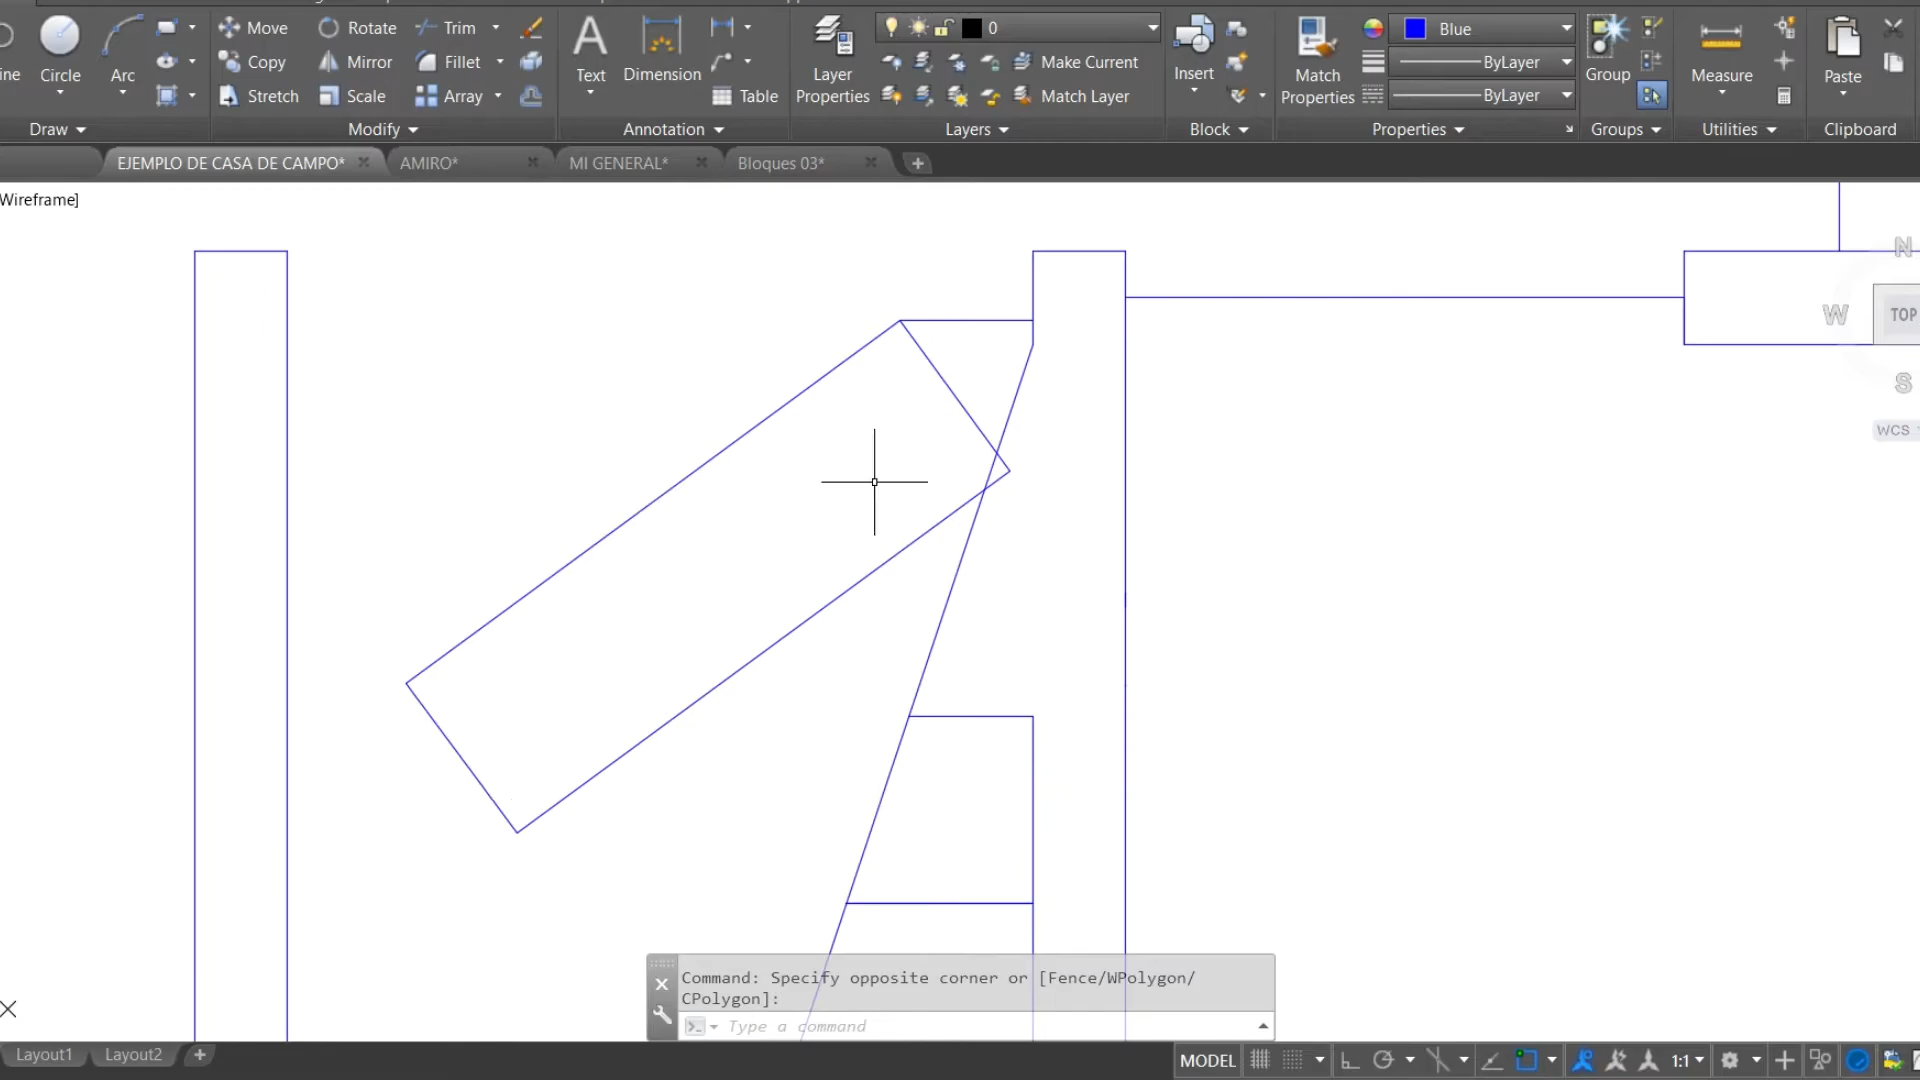 Move
Rotate
Trim
ine
Circle
Arc
Copy
Mirror
Fillet
Stretch
Scale
Array
Text
Dimension
Table
Layer
Properties
0
Make Current
Match Layer
Insert
Match
Properties
Blue
ByLayer
ByLayer
Group
Measure
Paste
Draw
Modify
Annotation
Layers
Block
Properties
Groups
Utilities
Clipboard
EJEMPLO DE CASA DE CAMPO*
AMIRO*
MI GENERAL*
Bloques 03*
Wireframe]
N
W
TOP
S
WCS
Command: Specify opposite corner or [Fence/WPolygon/
CPolygon]:
Type a command
Layout1
Layout2
MODEL
1:1